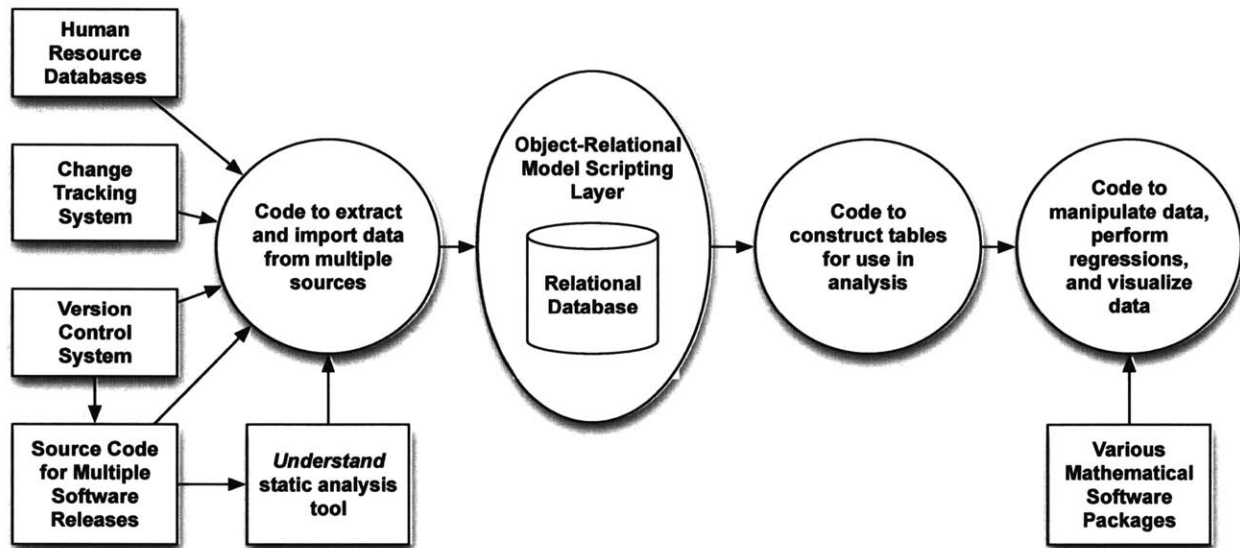 Human
Resource
Databases
Change
Tracking
System
Version
Control
System
Source Code
for Multiple
Software
Releases
Understand
static analysis
tool
Code to extract
and import data
from multiple
sources
Object-Relational
Model Scripting
Layer
Relational
Database
Code to
construct tables
for use in
analysis
Code to
manipulate data,
perform
regressions,
and visualize
data
Various
Mathematical
Software
Packages